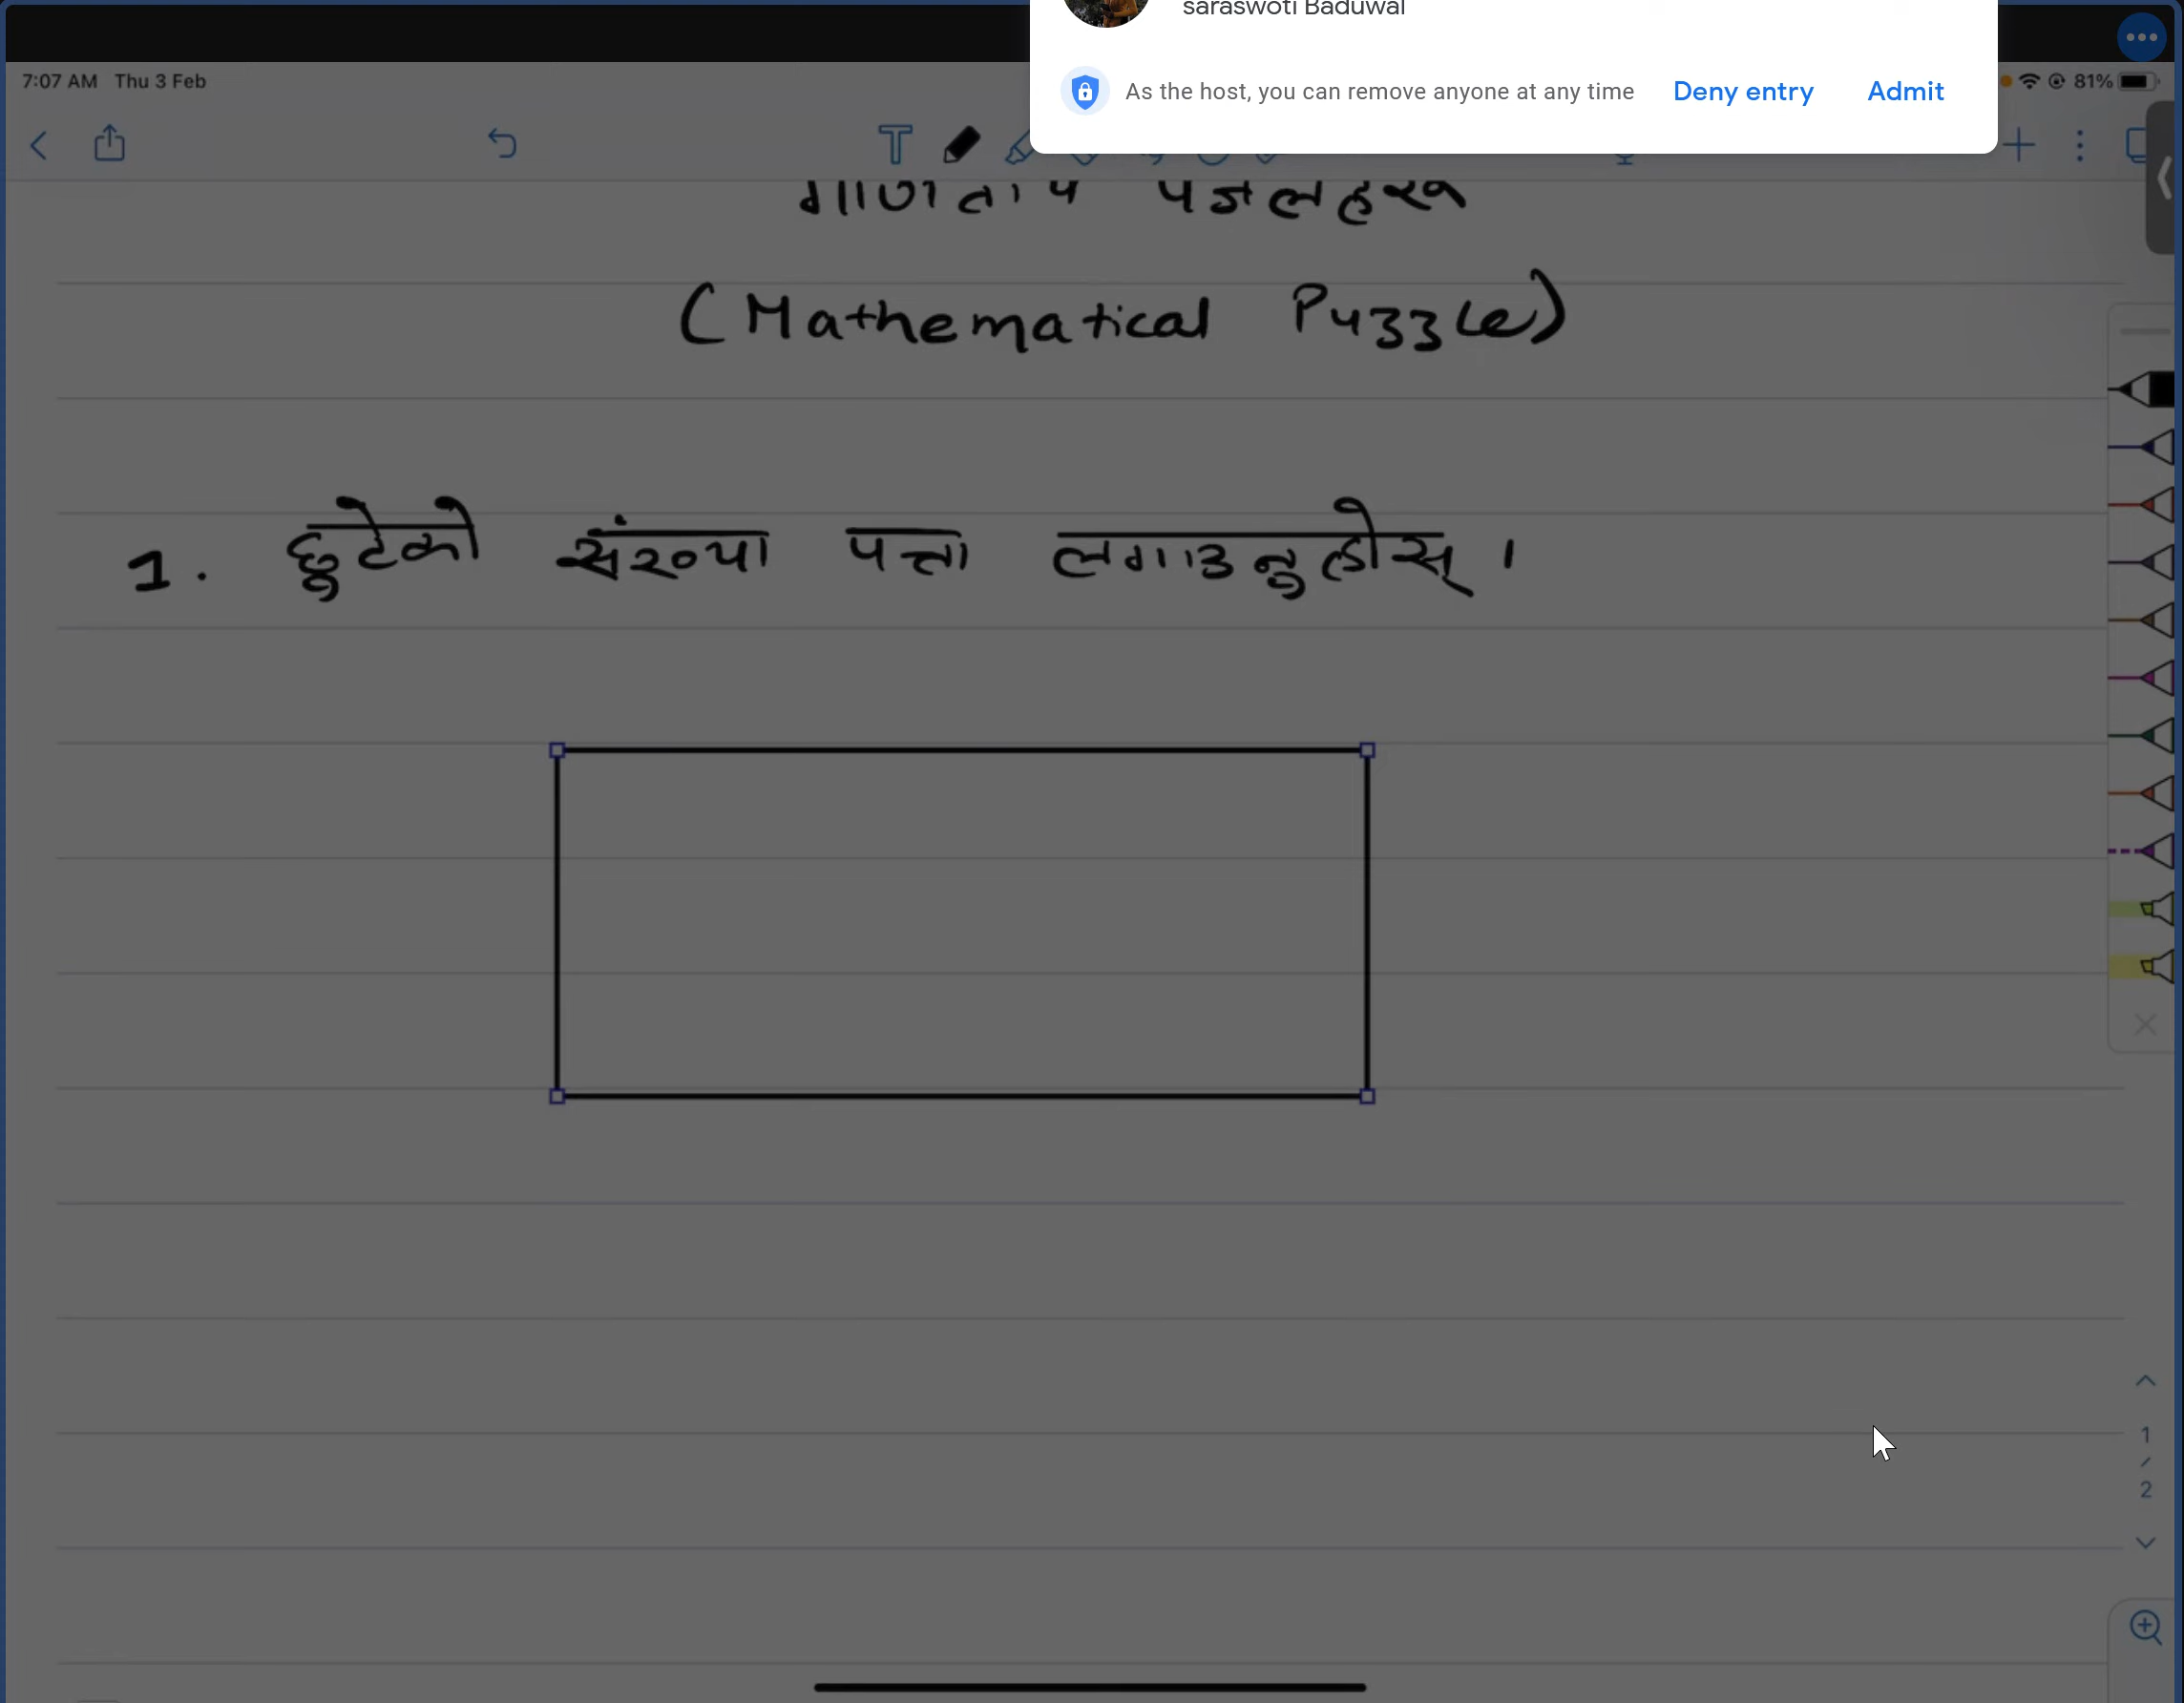 saraswoti Baduwal
As the host, you can remove anyone at any time Deny entry Admit
7:07 AM Thu 3 Feb 81%
(Mathematical Puzzle)
1. छुटेको संख्या पत्ता लगाउनुहोस् ।
1
/
2